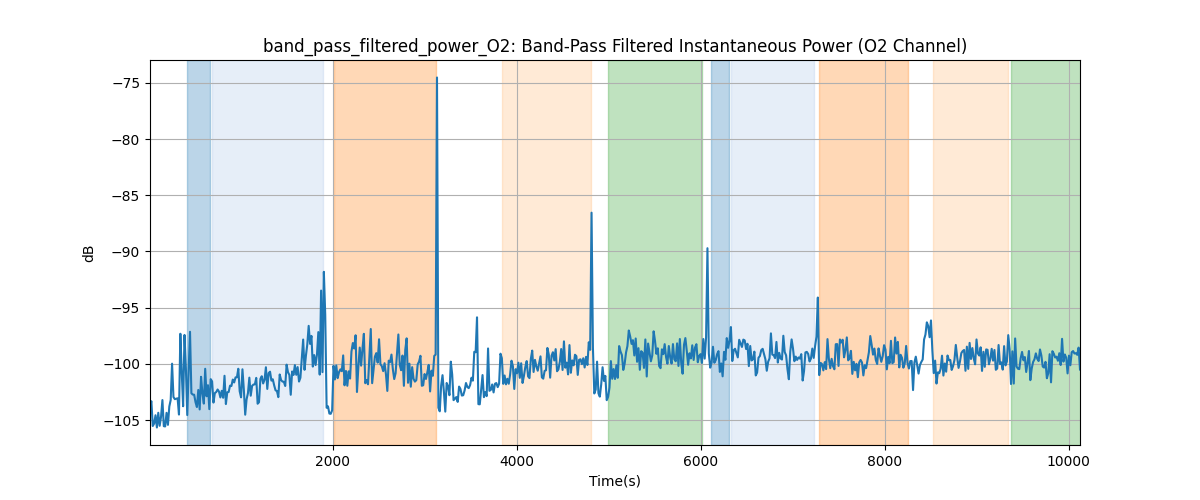 band_pass_filtered_power_O2: Band-Pass Filtered Instantaneous Power (O2 Channel)
−75
−80
−85
−90
−95
−100
−105
dB
2000 4000 6000 8000 10000
Time(s)